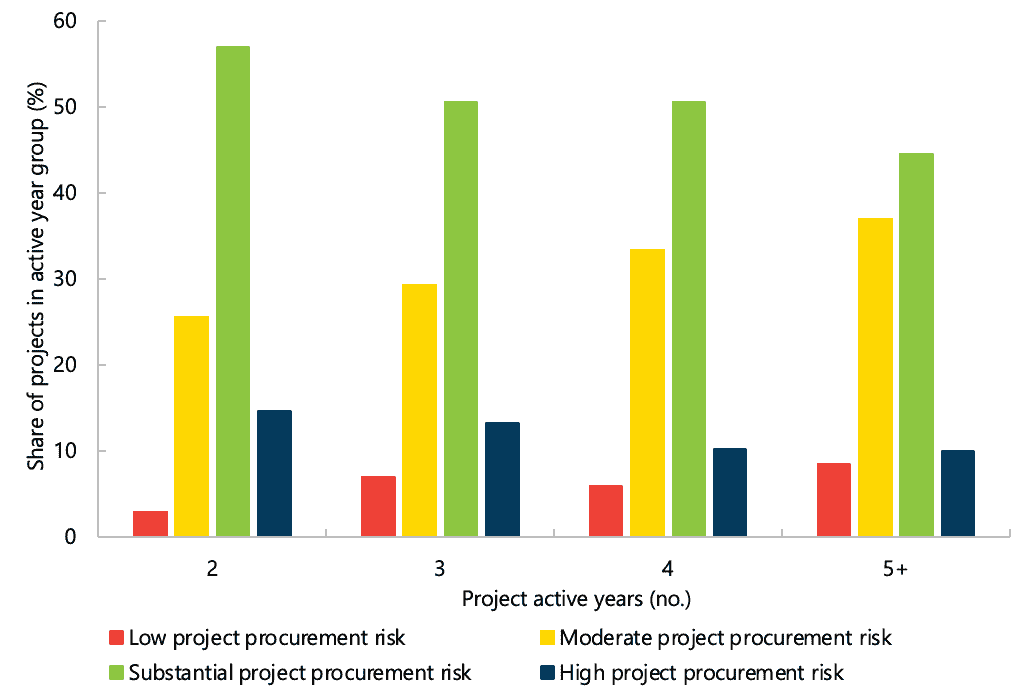 Share of projects in active year group (%)
60
50
40
30
20
10
0
2 3 4 5+
Project active years (no.)
Low project procurement risk Moderate project procurement risk
Substantial project procurement risk High project procurement risk